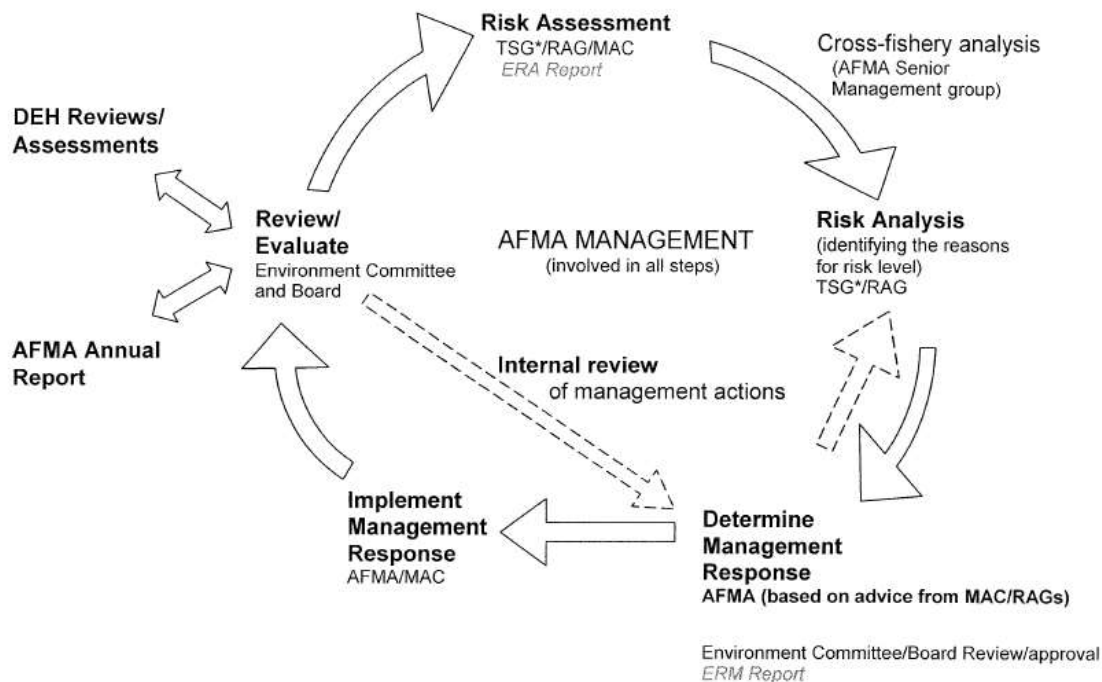 Risk Assessment
TSG*/RAG/MAC
ERA Report
Cross-fishery analysis
(AFMA Senior
Management group)
DEH Reviews/
Assessments
Review/
Evaluate
Environment Committee
and Board
AFMA MANAGEMENT
(involved in all steps)
Risk Analysis
(identifying the reasons
for risk level)
TSG*/RAG
AFMA Annual
Report
Internal review
of management actions
Implement
Management
Response
AFMA/MAC
Determine
Management
Response
AFMA (based on advice from MAC/RAGs)
Environment Committee/Board Review/approval
ERM Report